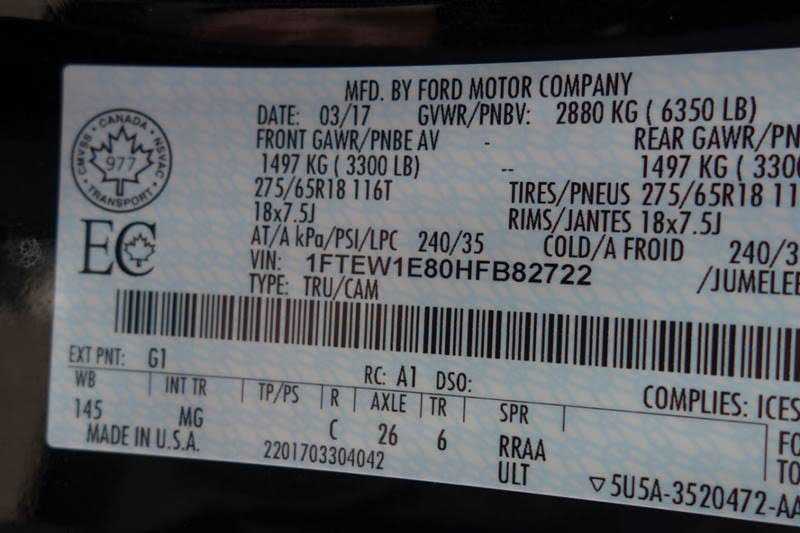 MFD. BY FORD MOTOR COMPANY
DATE: 03/17 GVWR/PNBV: 2880 KG ( 6350 LB)
FRONT GAWR/PNBE AV - REAR GAWR/PN
1497 KG ( 3300 LB) -- 1497 KG ( 3300
275/65R18 116T TIRES/PNEUS 275/65R18 11
18x7.5J RIMS/JANTES 18x7.5J
AT/A kPa/PSI/LPC 240/35 COLD/A FROID 240/3
VIN: 1FTEW1E80HFB82722 /JUMELEE
TYPE: TRU/CAM
CANADA
CMVSS
NSVAC
977
TRANSPORT
EC
EXT PNT: G1 RC: A1 DSO:
COMPLIES: ICES
WB INT TR TP/PS R AXLE TR SPR
145 MG C 26 6 RRAA
MADE IN U.S.A. 2201703304042 ULT
FO
TO
5U5A-3520472-AA